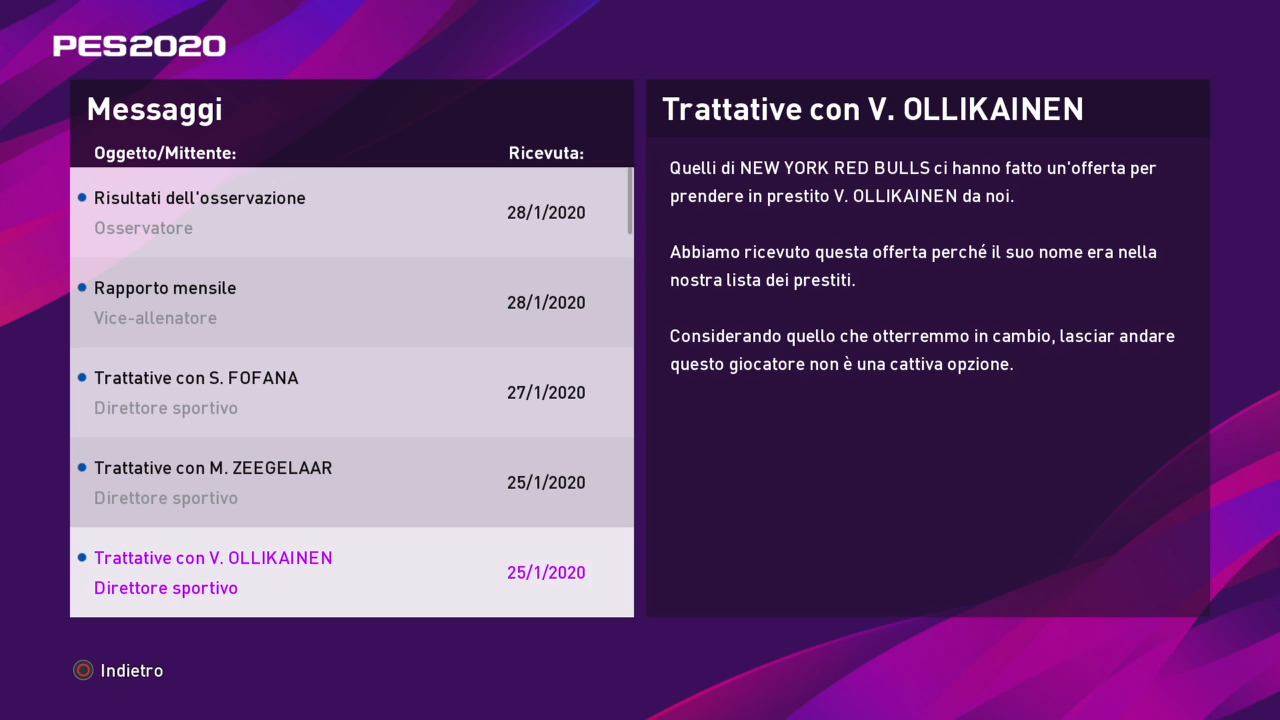 PES2020
Messaggi
Oggetto/Mittente: Ricevuta:
Risultati dell'osservazione
Osservatore
28/1/2020
Rapporto mensile
Vice-allenatore
28/1/2020
Trattative con S. FOFANA
Direttore sportivo
27/1/2020
Trattative con M. ZEEGELAAR
Direttore sportivo
25/1/2020
Trattative con V. OLLIKAINEN
Direttore sportivo
25/1/2020
Trattative con V. OLLIKAINEN
Quelli di NEW YORK RED BULLS ci hanno fatto un'offerta per
prendere in prestito V. OLLIKAINEN da noi.
Abbiamo ricevuto questa offerta perché il suo nome era nella
nostra lista dei prestiti.
Considerando quello che otterremmo in cambio, lasciar andare
questo giocatore non è una cattiva opzione.
Indietro